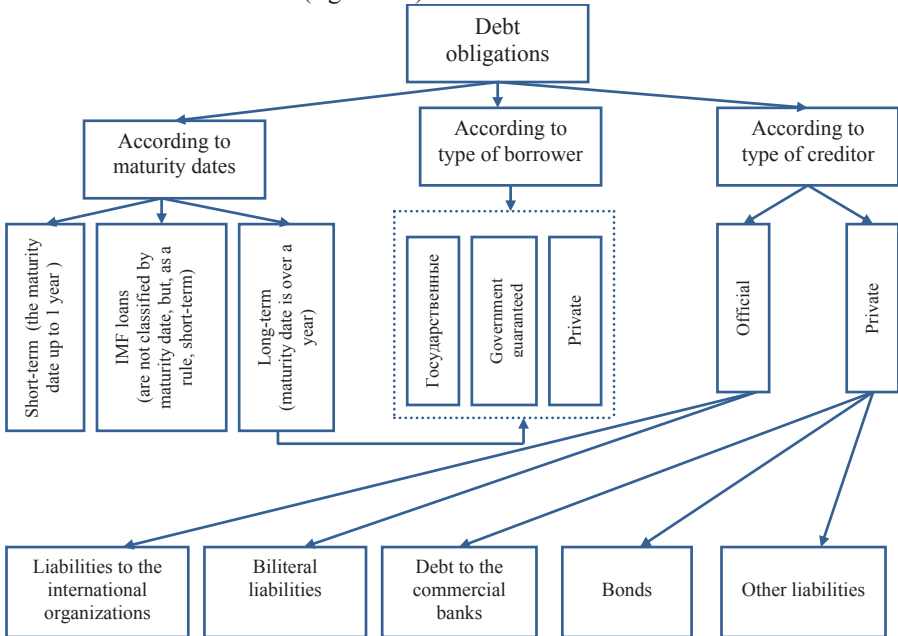 Debt
obligations
According to
maturity dates
According to
type of borrower
According to
type of creditor
Short-term (the maturity
date up to 1 year )
IMF loans
(are not classified by
maturity date, but, as a
rule, short-term)
Long-term
(maturity date is over a
year)
Государственные
Government
guaranteed
Private
Official
Private
Liabilities to the
international
organizations
Biliteral
liabilities
Debt to the
commercial
banks
Bonds
Other liabilities